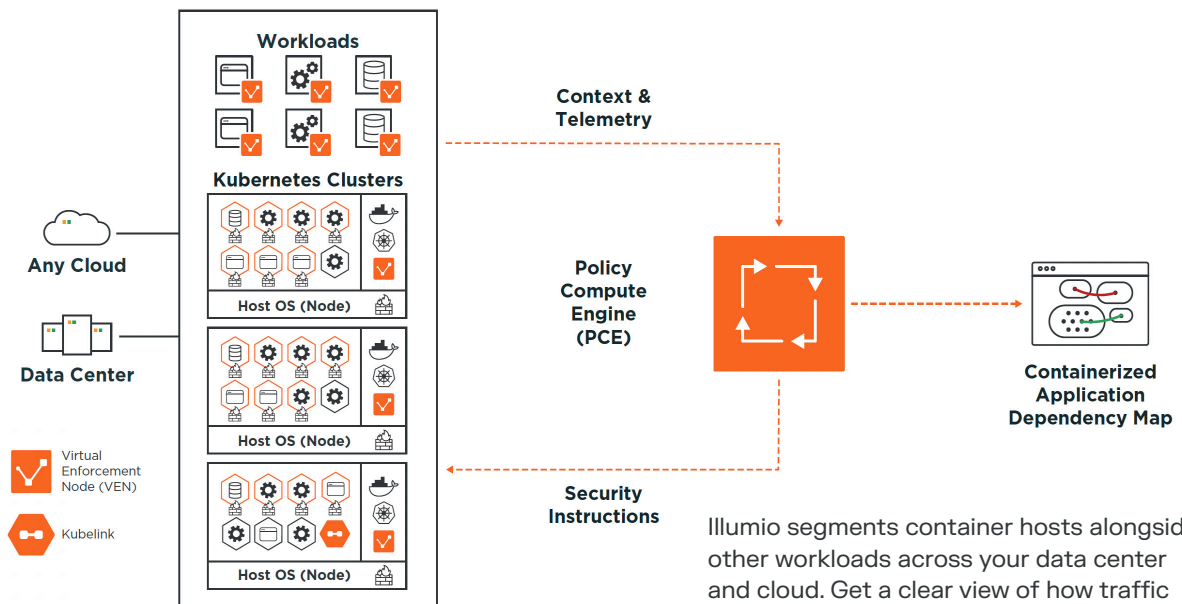 Workloads
Kubernetes Clusters
Host OS (Node)
Host OS (Node)
Host OS (Node)
Any Cloud
Data Center
Virtual
Enforcement
Node (VEN)
Kubelink
Context &
Telemetry
Policy
Compute
Engine
(PCE)
Security
Instructions
Containerized
Application
Dependency Map
Illumio segments container hosts alongsid
other workloads across your data center
and cloud. Get a clear view of how traffic